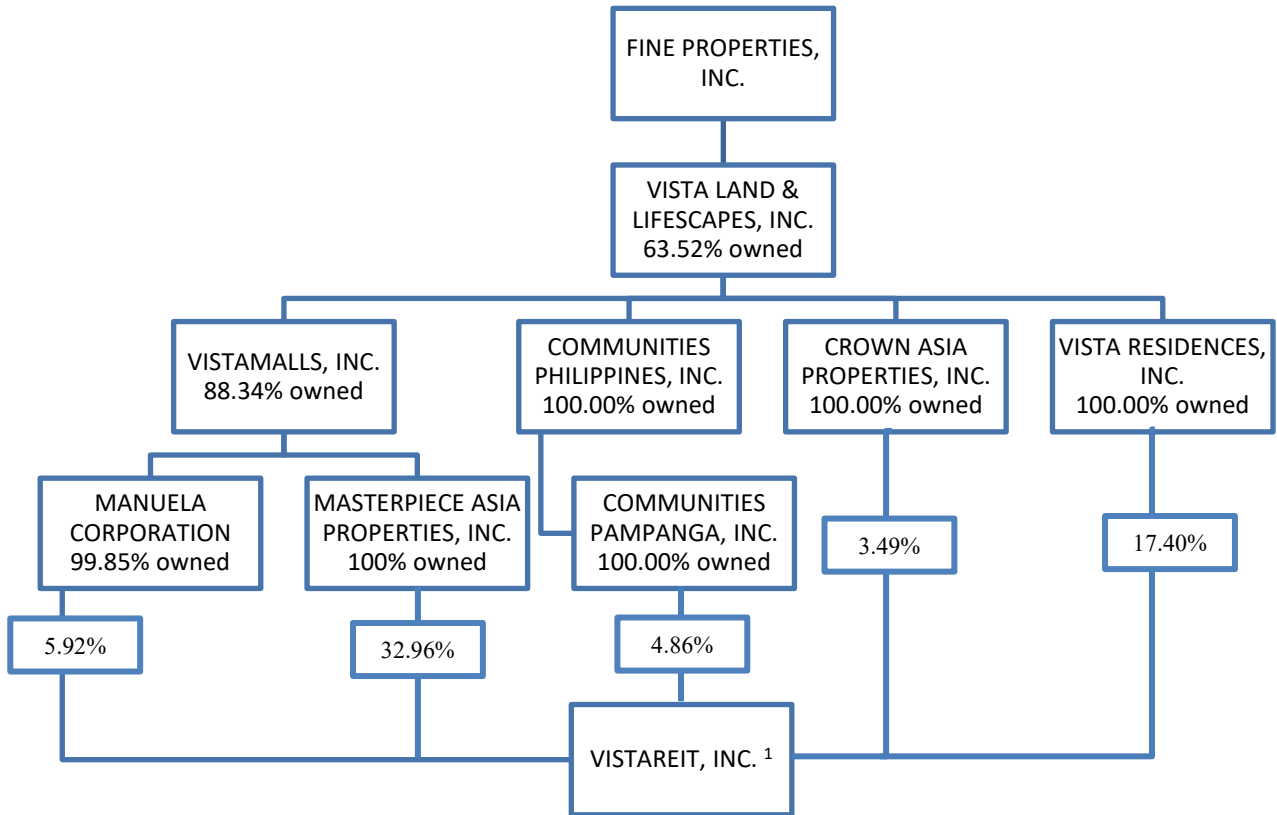 FINE PROPERTIES,
INC.
VISTA LAND &
LIFESCAPES, INC.
63.52% owned
VISTAMALLS, INC.
88.34% owned
COMMUNITIES
PHILIPPINES, INC.
100.00% owned
CROWN ASIA
PROPERTIES, INC.
100.00% owned
VISTA RESIDENCES,
INC.
100.00% owned
MANUELA
CORPORATION
99.85% owned
MASTERPIECE ASIA
PROPERTIES, INC.
100% owned
COMMUNITIES
PAMPANGA, INC.
100.00% owned
3.49%
17.40%
5.92%
32.96%
4.86%
VISTAREIT, INC. ¹